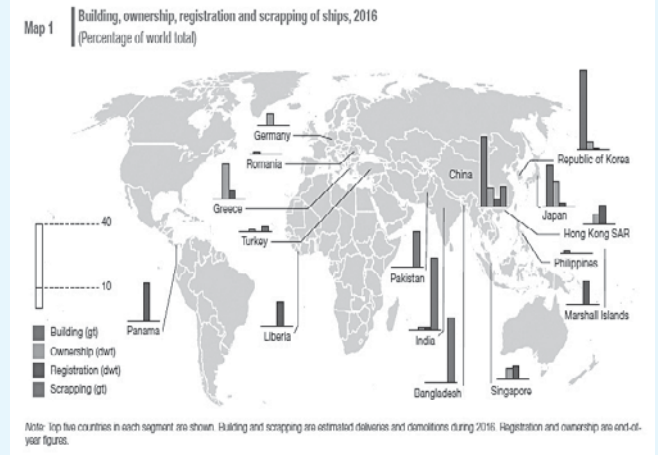 Map 1
Building, ownership, registration and scrapping of ships, 2016
(Percentage of world total)
Germany
Romania
Greece
Turkey
China
Republic of Korea
Japan
Hong Kong SAR
Philippines
Marshall Islands
Pakistan
India
Bangladesh
Singapore
Panama
Liberia
40
10
Building (gt)
Ownership (dwt)
Registration (dwt)
Scrapping (gt)
Note: Top five countries in each segment are shown. Building and scrapping are estimated deliveries and demolitions during 2016. Registration and ownership are end-of-
year figures.